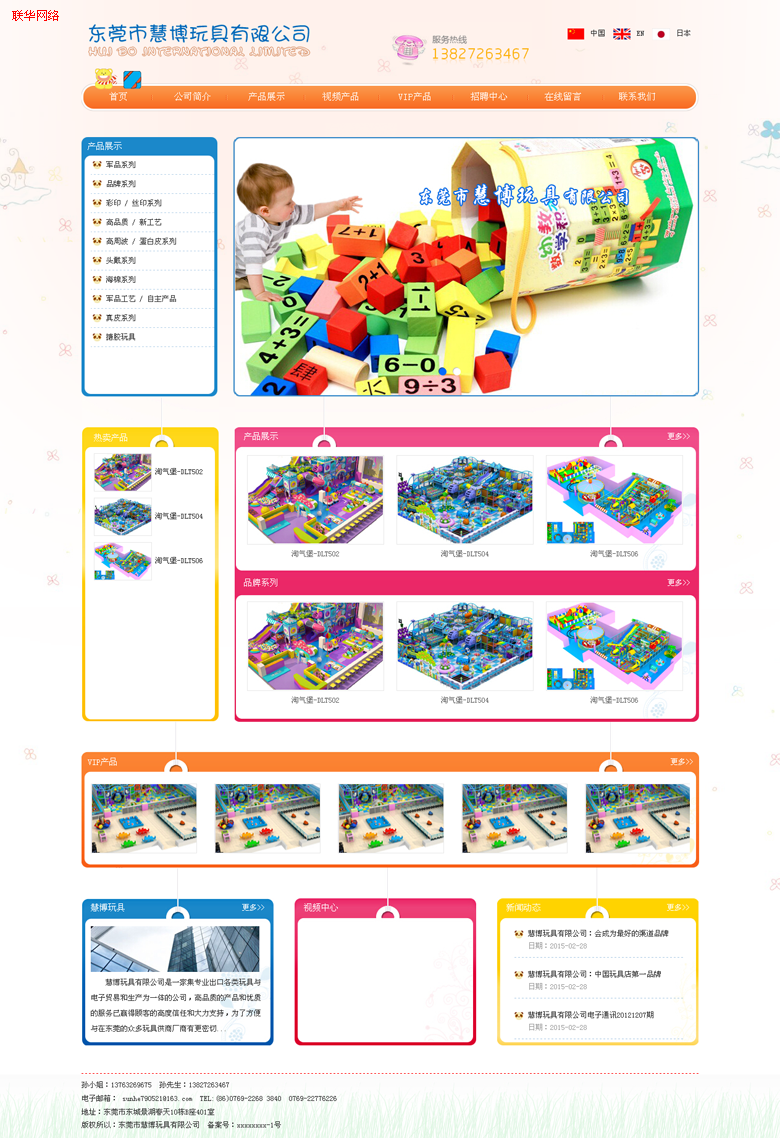 联华网络
东莞市慧博玩具有限公司
HUI BO INTERNATIONAL LIMITED
服务热线
13827263467
中国 EN 日本
首页 公司简介 产品展示 视频产品 VIP产品 招聘中心 在线留言 联系我们
产品展示
军品系列
品牌系列
彩印 / 丝印系列
高品质 / 新工艺
高周波 / 蛋白皮系列
头戴系列
海棉系列
军品工艺 / 自主产品
真皮系列
搪胶玩具
东莞市慧博玩具有限公司
1+7
2+1
1-1
4+3=
6-0
9÷3
热卖产品
淘气堡-DLT502
淘气堡-DLT504
淘气堡-DLT506
产品展示 更多>>
淘气堡-DLT502 淘气堡-DLT504 淘气堡-DLT506
品牌系列 更多>>
淘气堡-DLT502 淘气堡-DLT504 淘气堡-DLT506
VIP产品 更多>>
慧博玩具 更多>>
慧博玩具有限公司是一家集专业出口各类玩具与
电子贸易和生产为一体的公司，高品质的产品和优质
的服务已赢得顾客的高度信任和大力支持，为了方便
与在东莞的众多玩具供商厂商有更密切...
视频中心
新闻动态 更多>>
慧博玩具有限公司：会成为最好的渠道品牌
日期：2015-02-28
慧博玩具有限公司：中国玩具店第一品牌
日期：2015-02-28
慧博玩具有限公司电子通讯20121207期
日期：2015-02-28
孙小姐：13763269675 孙先生：13827263467
电子邮箱： sunhs7905218@163.com TEL:(86)0769-2268 3840 0769-22776226
地址：东莞市东城景湖春天10栋B座401室
版权所以：东莞市慧博玩具有限公司 备案号：xxxxxxxx-1号